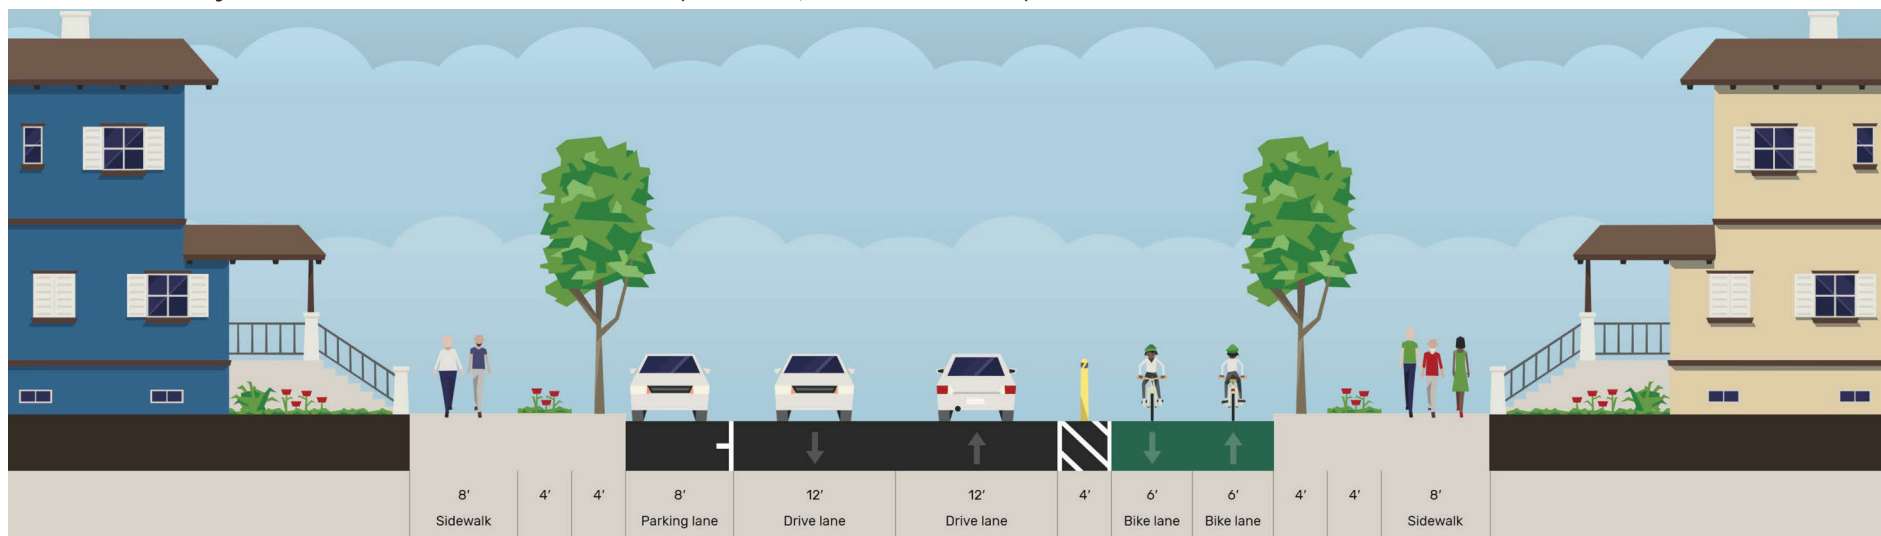 8′ 4′ 4′ 8′ 12′ 12′ 4′ 6′ 6′ 4′ 4′ 8′
Sidewalk Parking lane Drive lane Drive lane Bike lane Bike lane Sidewalk